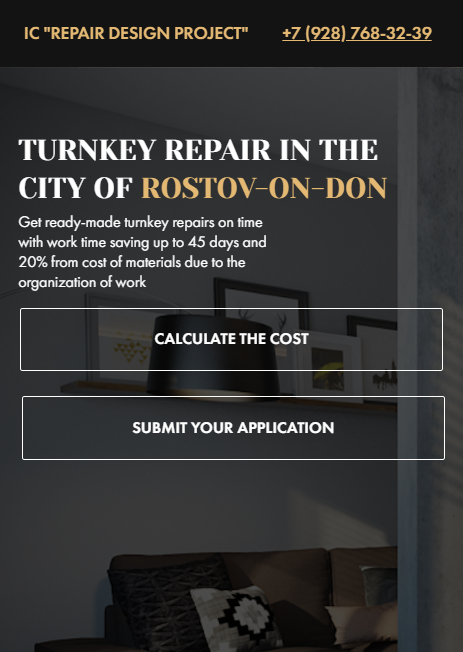 IC "REPAIR DESIGN PROJECT" +7 (928) 768-32-39
TURNKEY REPAIR IN THE
CITY OF ROSTOV-ON-DON
Get ready-made turnkey repairs on time
with work time saving up to 45 days and
20% from cost of materials due to the
organization of work
CALCULATE THE COST
SUBMIT YOUR APPLICATION